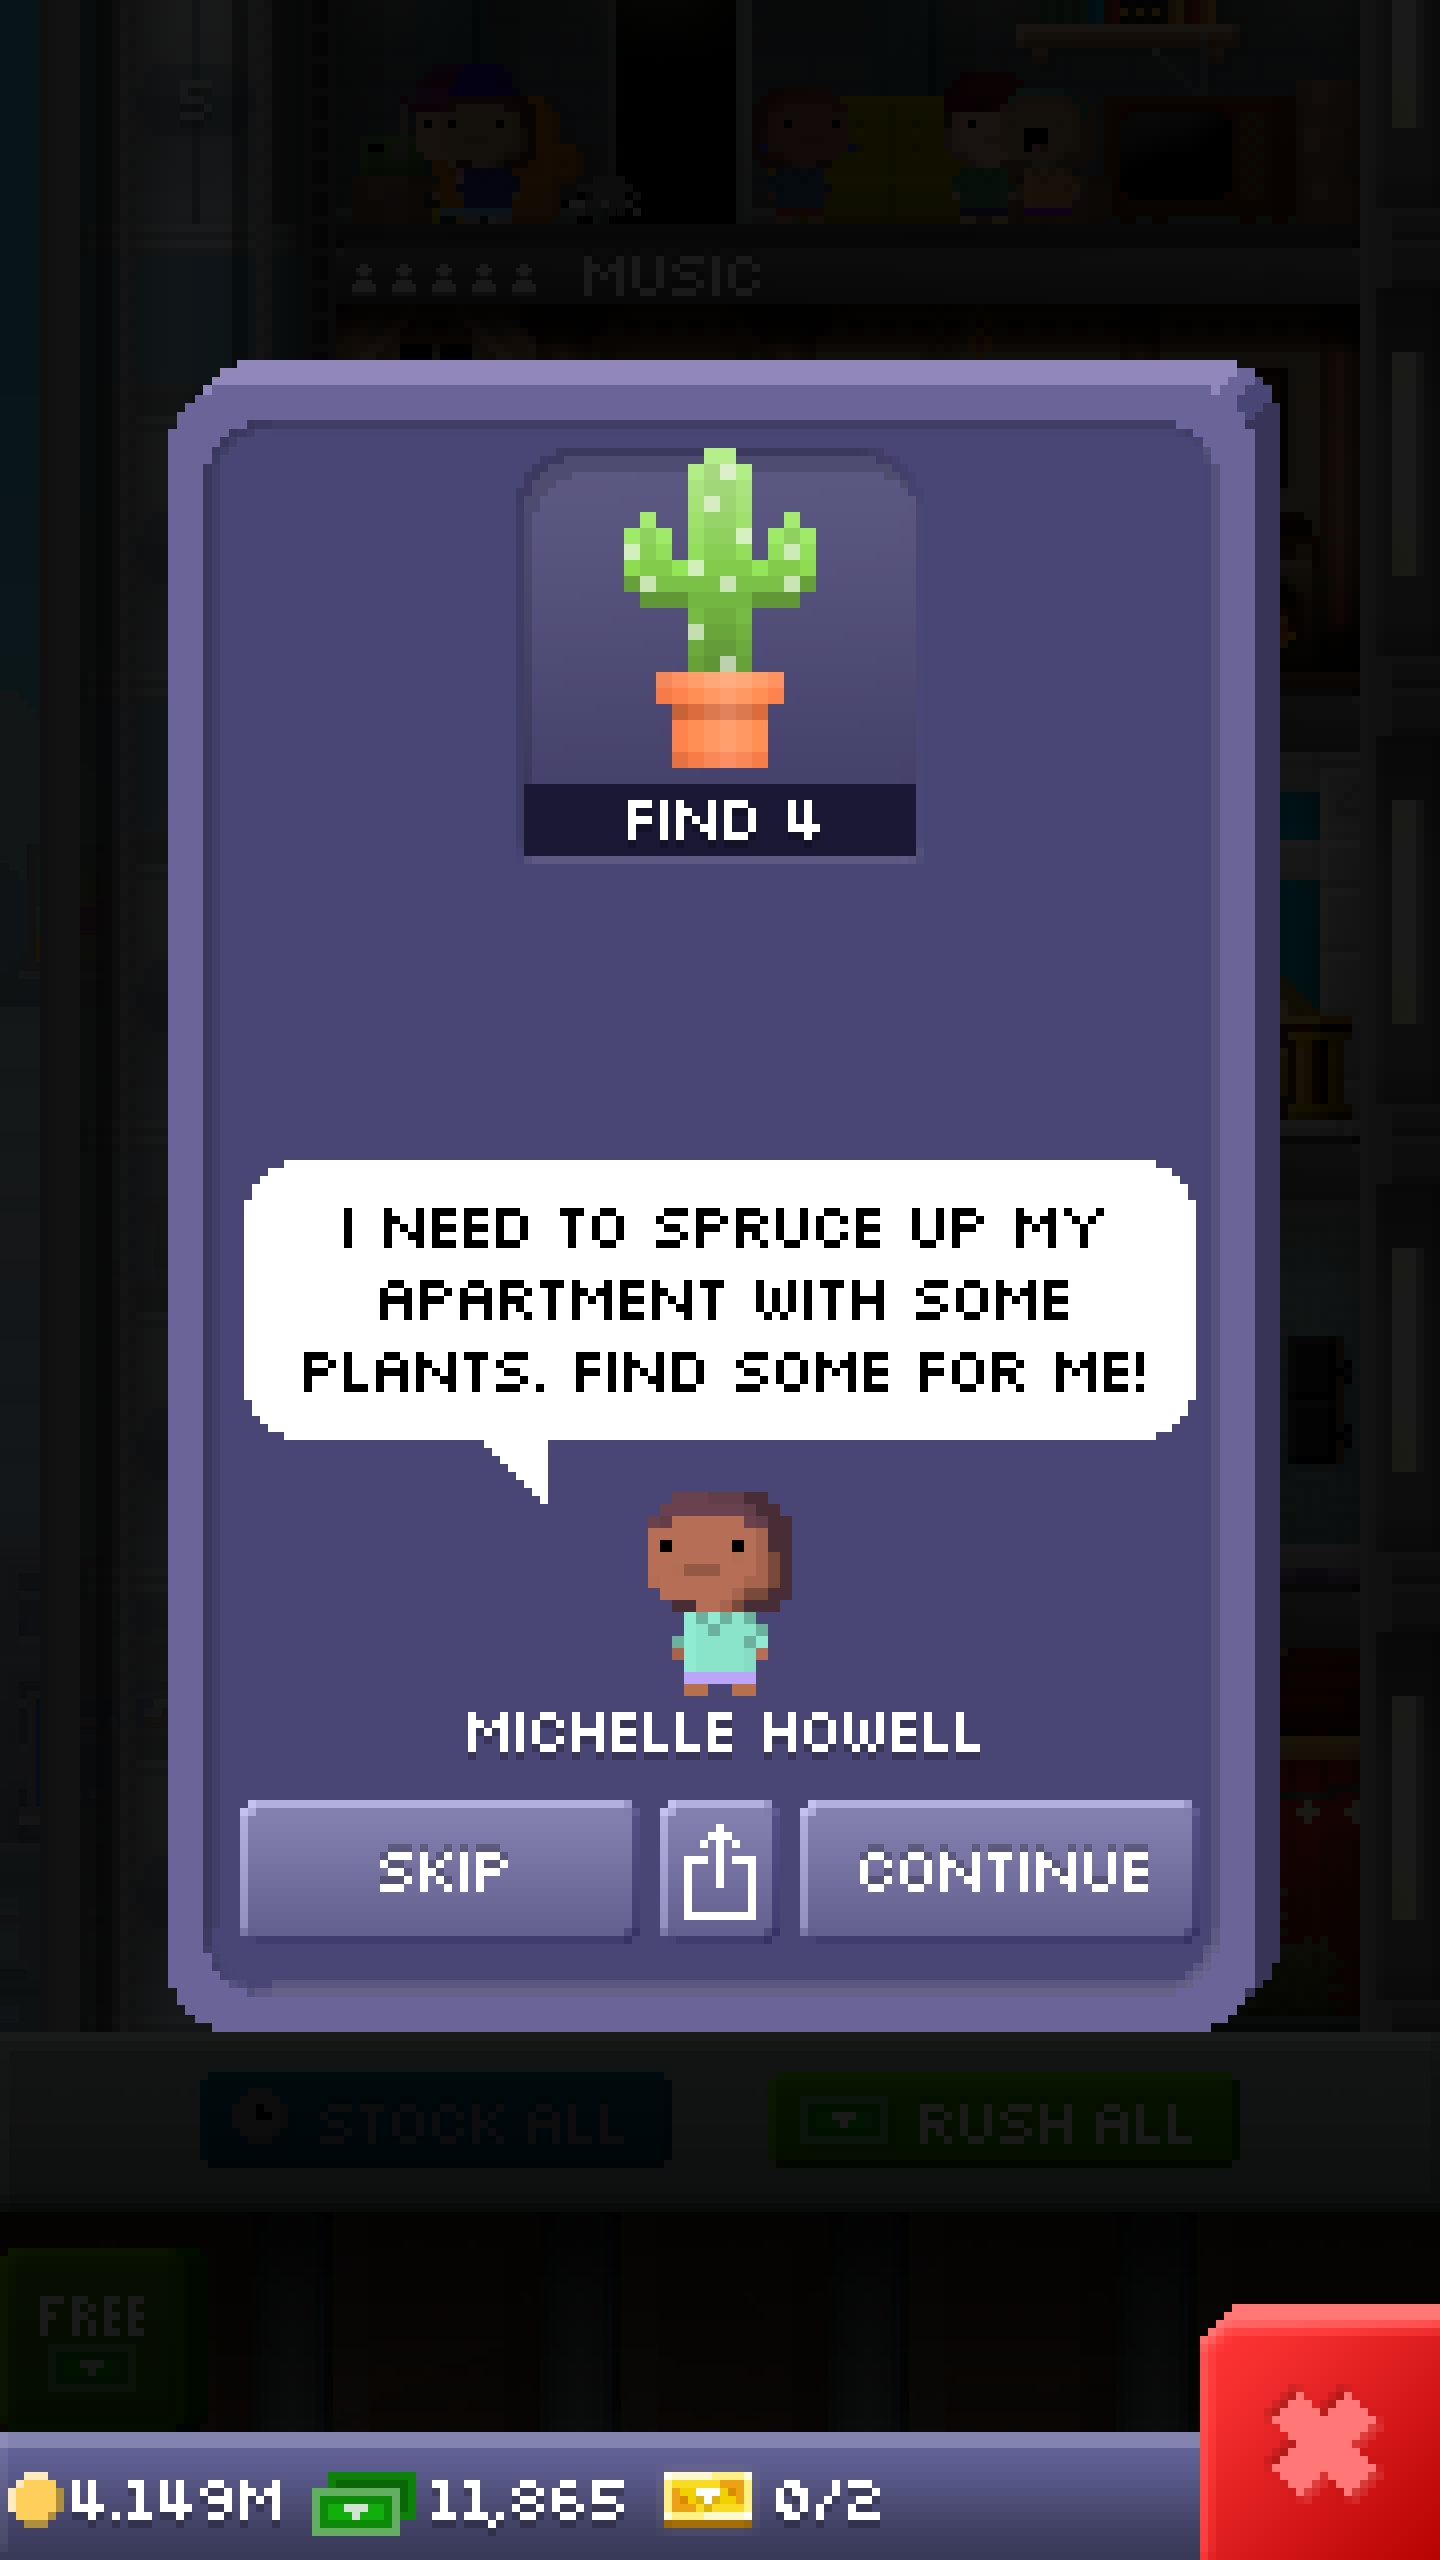 5
MUSIC
FIND 4
I NEED TO SPRUCE UP MY
APARTMENT WITH SOME
PLANTS. FIND SOME FOR ME!
MICHELLE HOWELL
SKIP
CONTINUE
STOCK ALL
RUSH ALL
FREE
4.149M
11,865
0/2